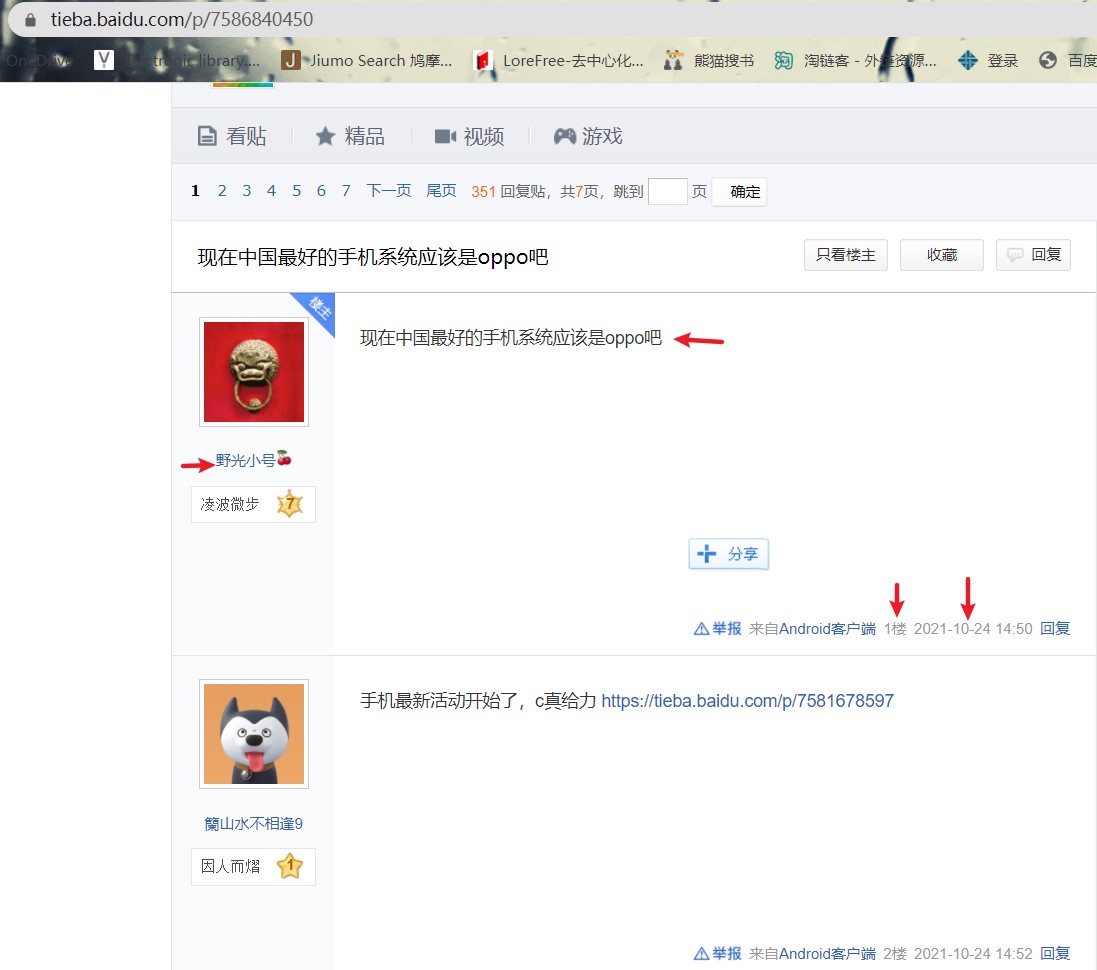 tieba.baidu.com/p/7586840450
OneDrive
tronic library...
Jiumo Search 鸠摩...
LoreFree-去中心化...
熊猫搜书
淘链客 - 外链资源...
登录
百度
看贴 精品 视频 游戏
1 2 3 4 5 6 7 下一页 尾页 351 回复贴，共7页，跳到 页 确定
现在中国最好的手机系统应该是oppo吧
只看楼主 收藏 回复
楼主
现在中国最好的手机系统应该是oppo吧
野光小号
凌波微步 7
分享
举报 来自Android客户端 1楼 2021-10-24 14:50 回复
手机最新活动开始了，c真给力 https://tieba.baidu.com/p/7581678597
籣山水不相逢9
因人而熠 1
举报 来自Android客户端 2楼 2021-10-24 14:52 回复